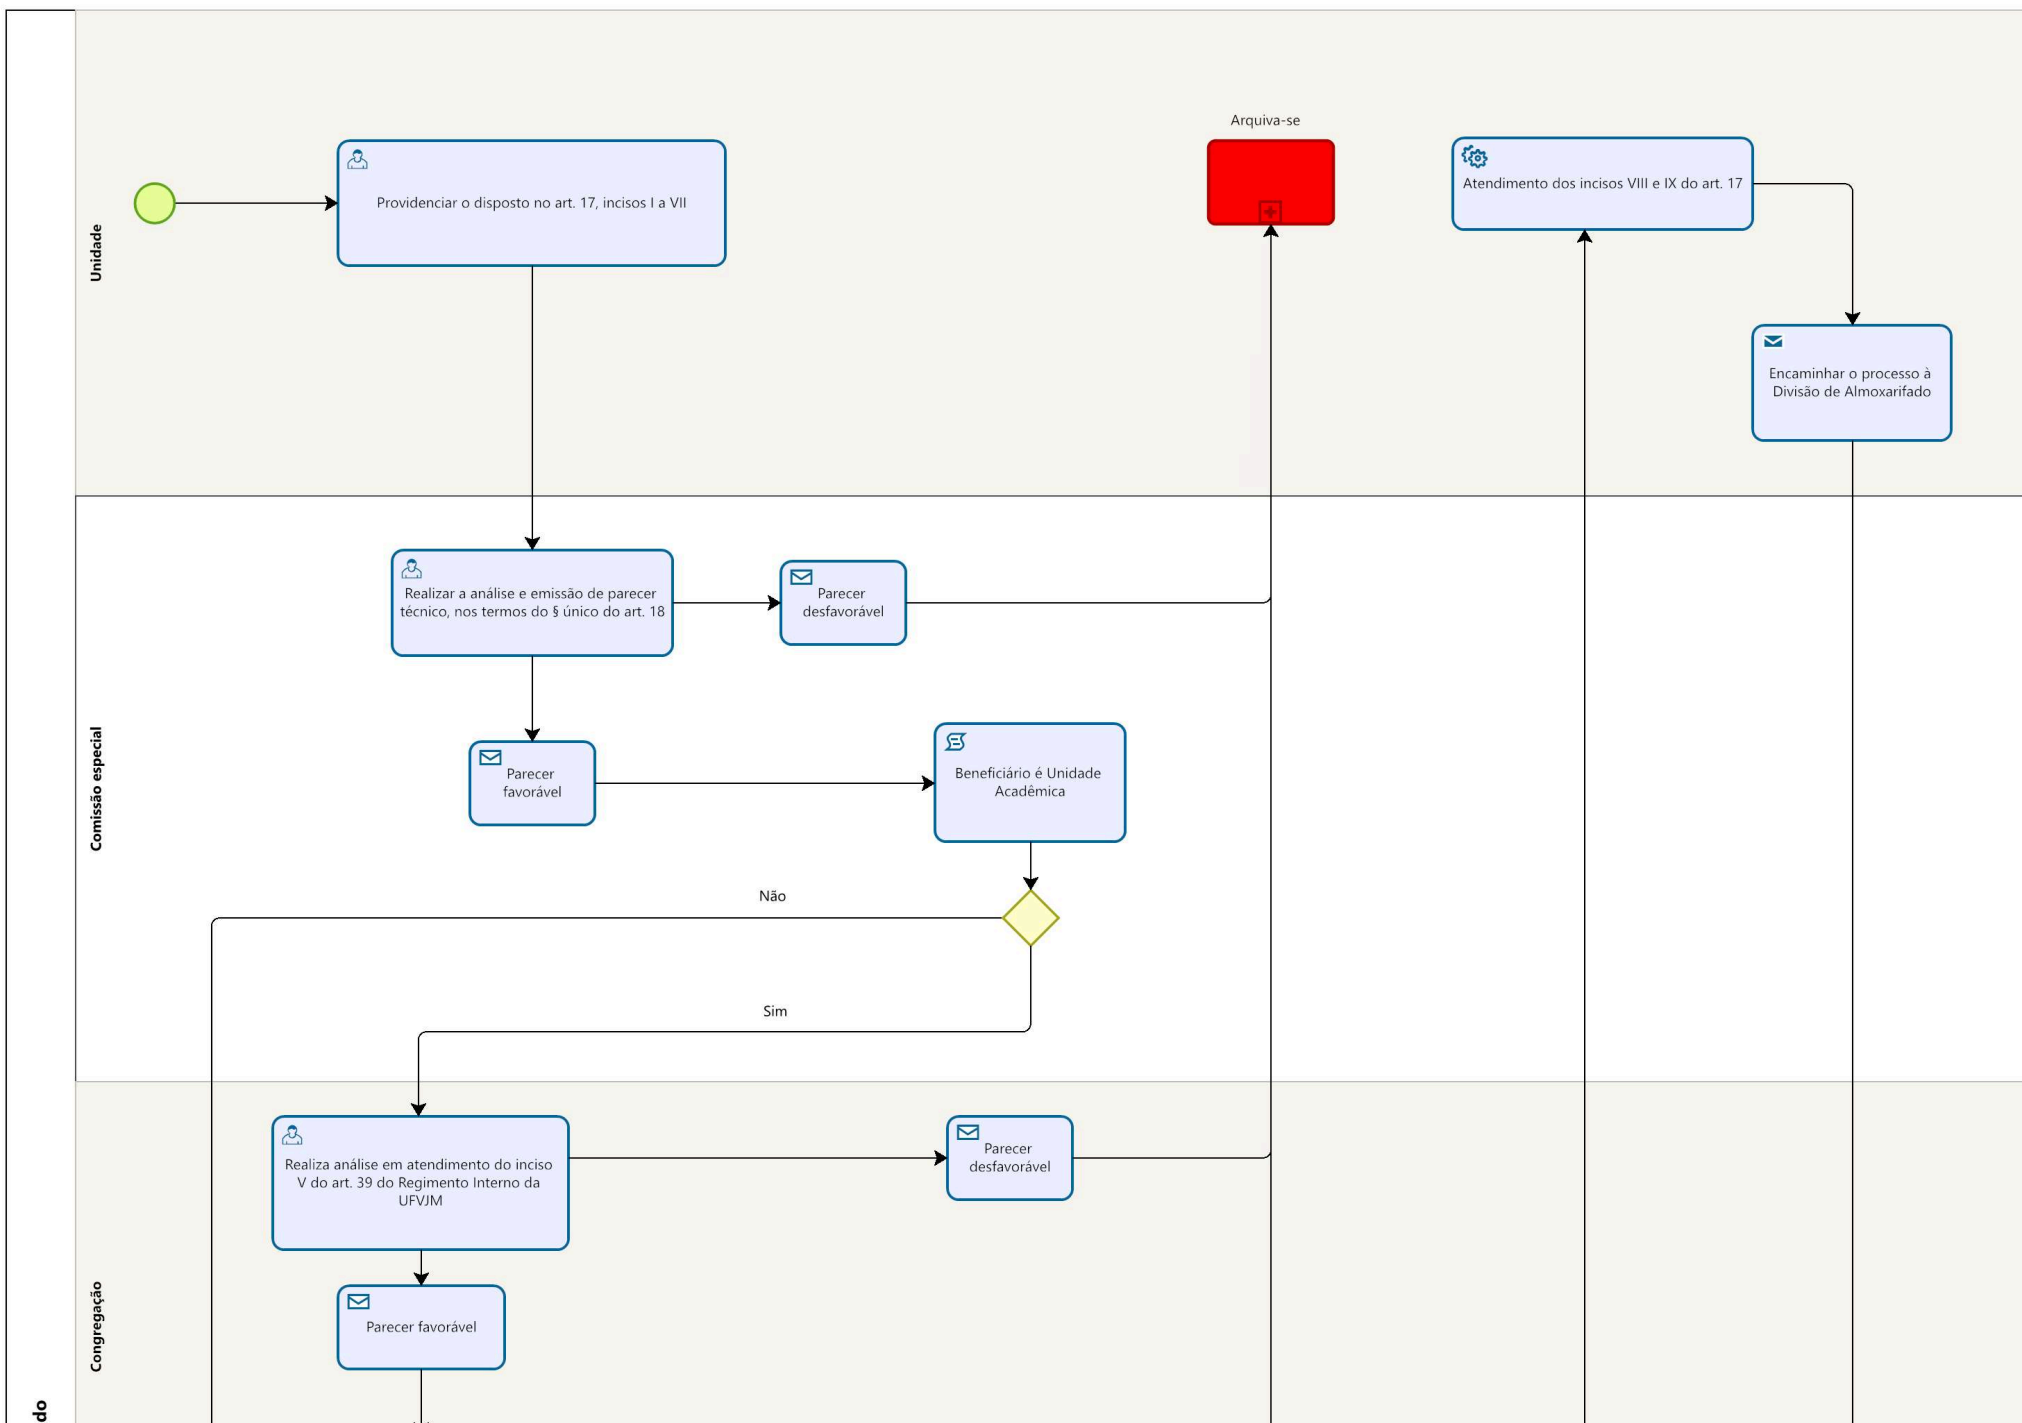 Unidade
Providenciar o disposto no art. 17, incisos I a VII
Arquiva-se
Atendimento dos incisos VIII e IX do art. 17
Encaminhar o processo à
Divisão de Almoxarifado
Comissão especial
Realizar a análise e emissão de parecer
técnico, nos termos do § único do art. 18
Parecer
desfavorável
Parecer
favorável
Beneficiário é Unidade
Acadêmica
Não
Sim
Congregação
Realiza análise em atendimento do inciso
V do art. 39 do Regimento Interno da
UFVJM
Parecer
desfavorável
Parecer favorável
do